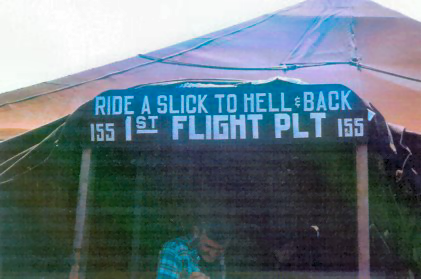 RIDE A SLICK TO HELL & BACK
155 1ST FLIGHT PLT 155